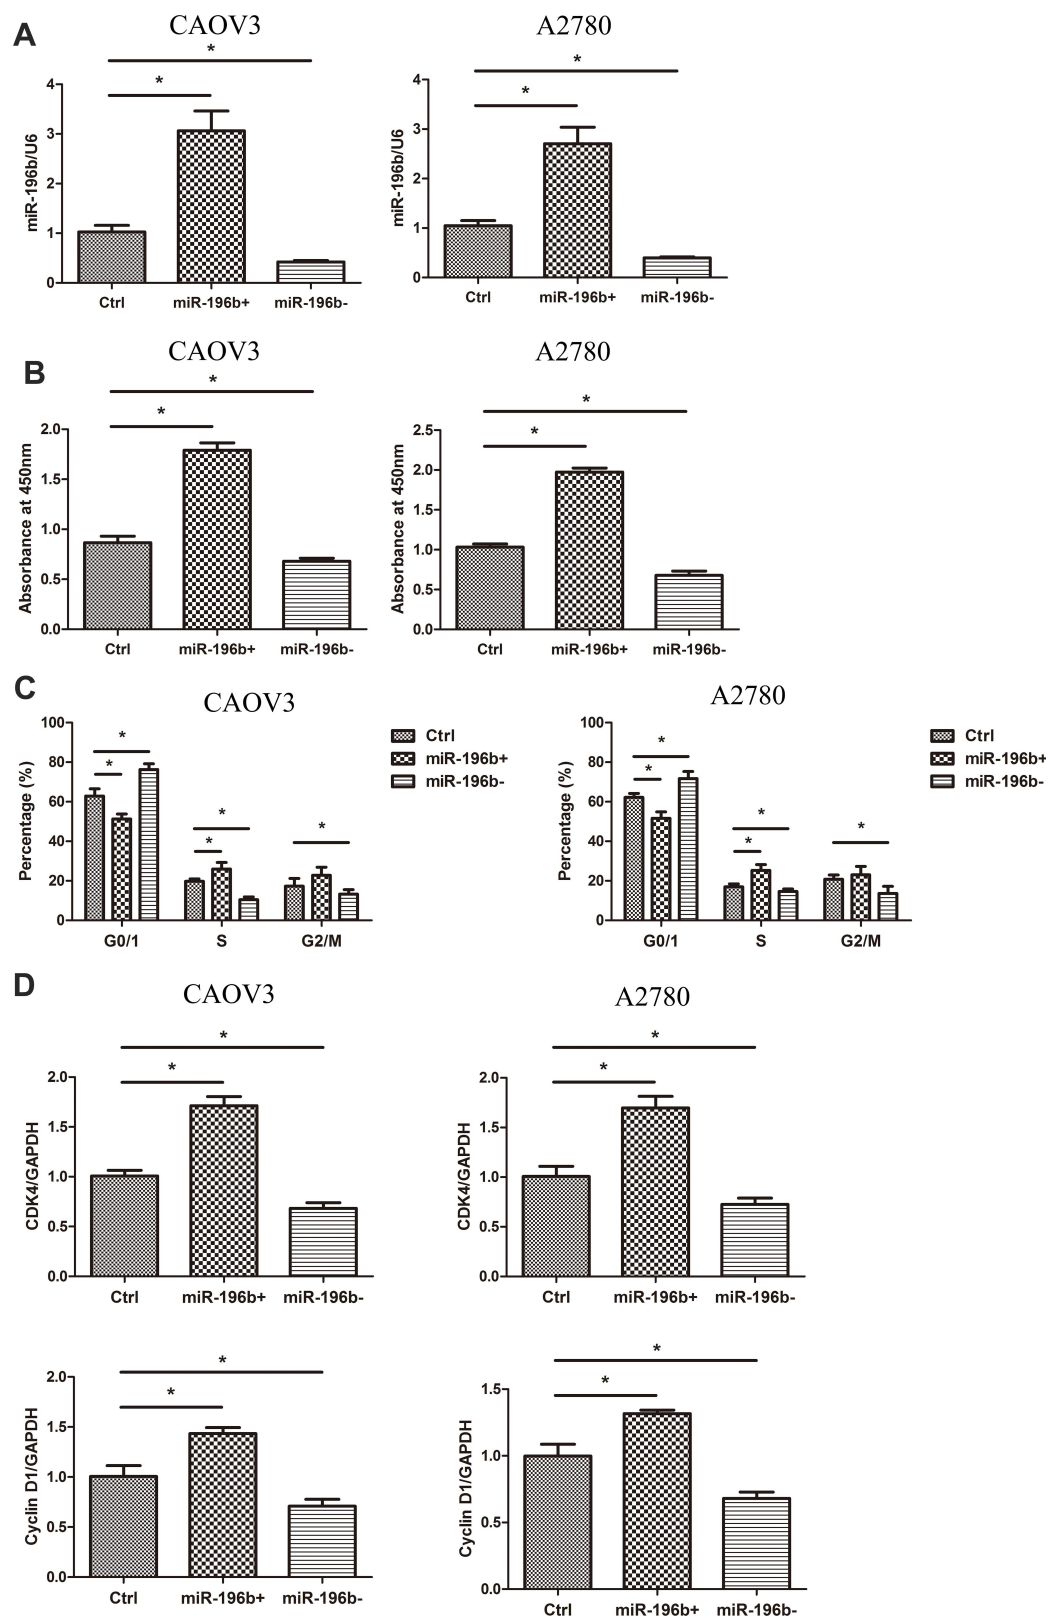 A
CAOV3
A2780
*
*
*
*
miR-196b/U6
4
3
2
1
0
Ctrl
miR-196b+
miR-196b-
miR-196b/U6
4
3
2
1
0
Ctrl
miR-196b+
miR-196b-
B
CAOV3
A2780
*
*
*
*
Absorbance at 450nm
2.0
1.5
1.0
0.5
0.0
Ctrl
miR-196b+
miR-196b-
Absorbance at 450nm
2.5
2.0
1.5
1.0
0.5
0.0
Ctrl
miR-196b+
miR-196b-
C
CAOV3
Percentage (%)
100
80
60
40
20
0
*
*
*
*
*
G0/1
S
G2/M
Ctrl
miR-196b+
miR-196b-
A2780
Percentage (%)
100
80
60
40
20
0
*
*
*
*
*
G0/1
S
G2/M
Ctrl
miR-196b+
miR-196b-
D
CAOV3
A2780
*
*
CDK4/GAPDH
2.0
1.5
1.0
0.5
0.0
Ctrl
miR-196b+
miR-196b-
*
*
CDK4/GAPDH
2.0
1.5
1.0
0.5
0.0
Ctrl
miR-196b+
miR-196b-
*
*
Cyclin D1/GAPDH
2.0
1.5
1.0
0.5
0.0
Ctrl
miR-196b+
miR-196b-
*
*
Cyclin D1/GAPDH
1.5
1.0
0.5
0.0
Ctrl
miR-196b+
miR-196b-